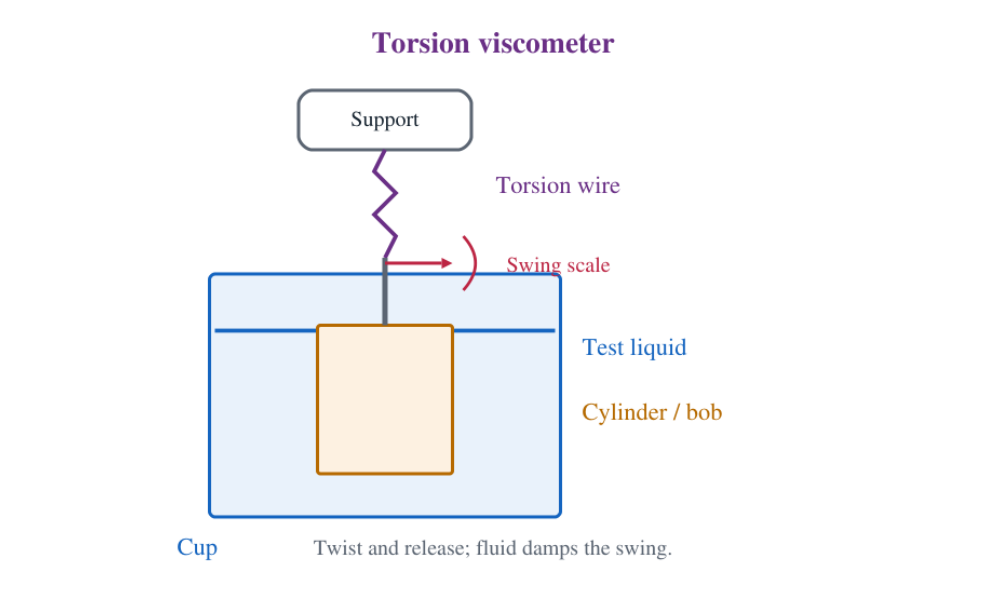 Torsion viscometer
Support
Torsion wire
Swing scale
Test liquid
Cylinder / bob
Cup
Twist and release; fluid damps the swing.